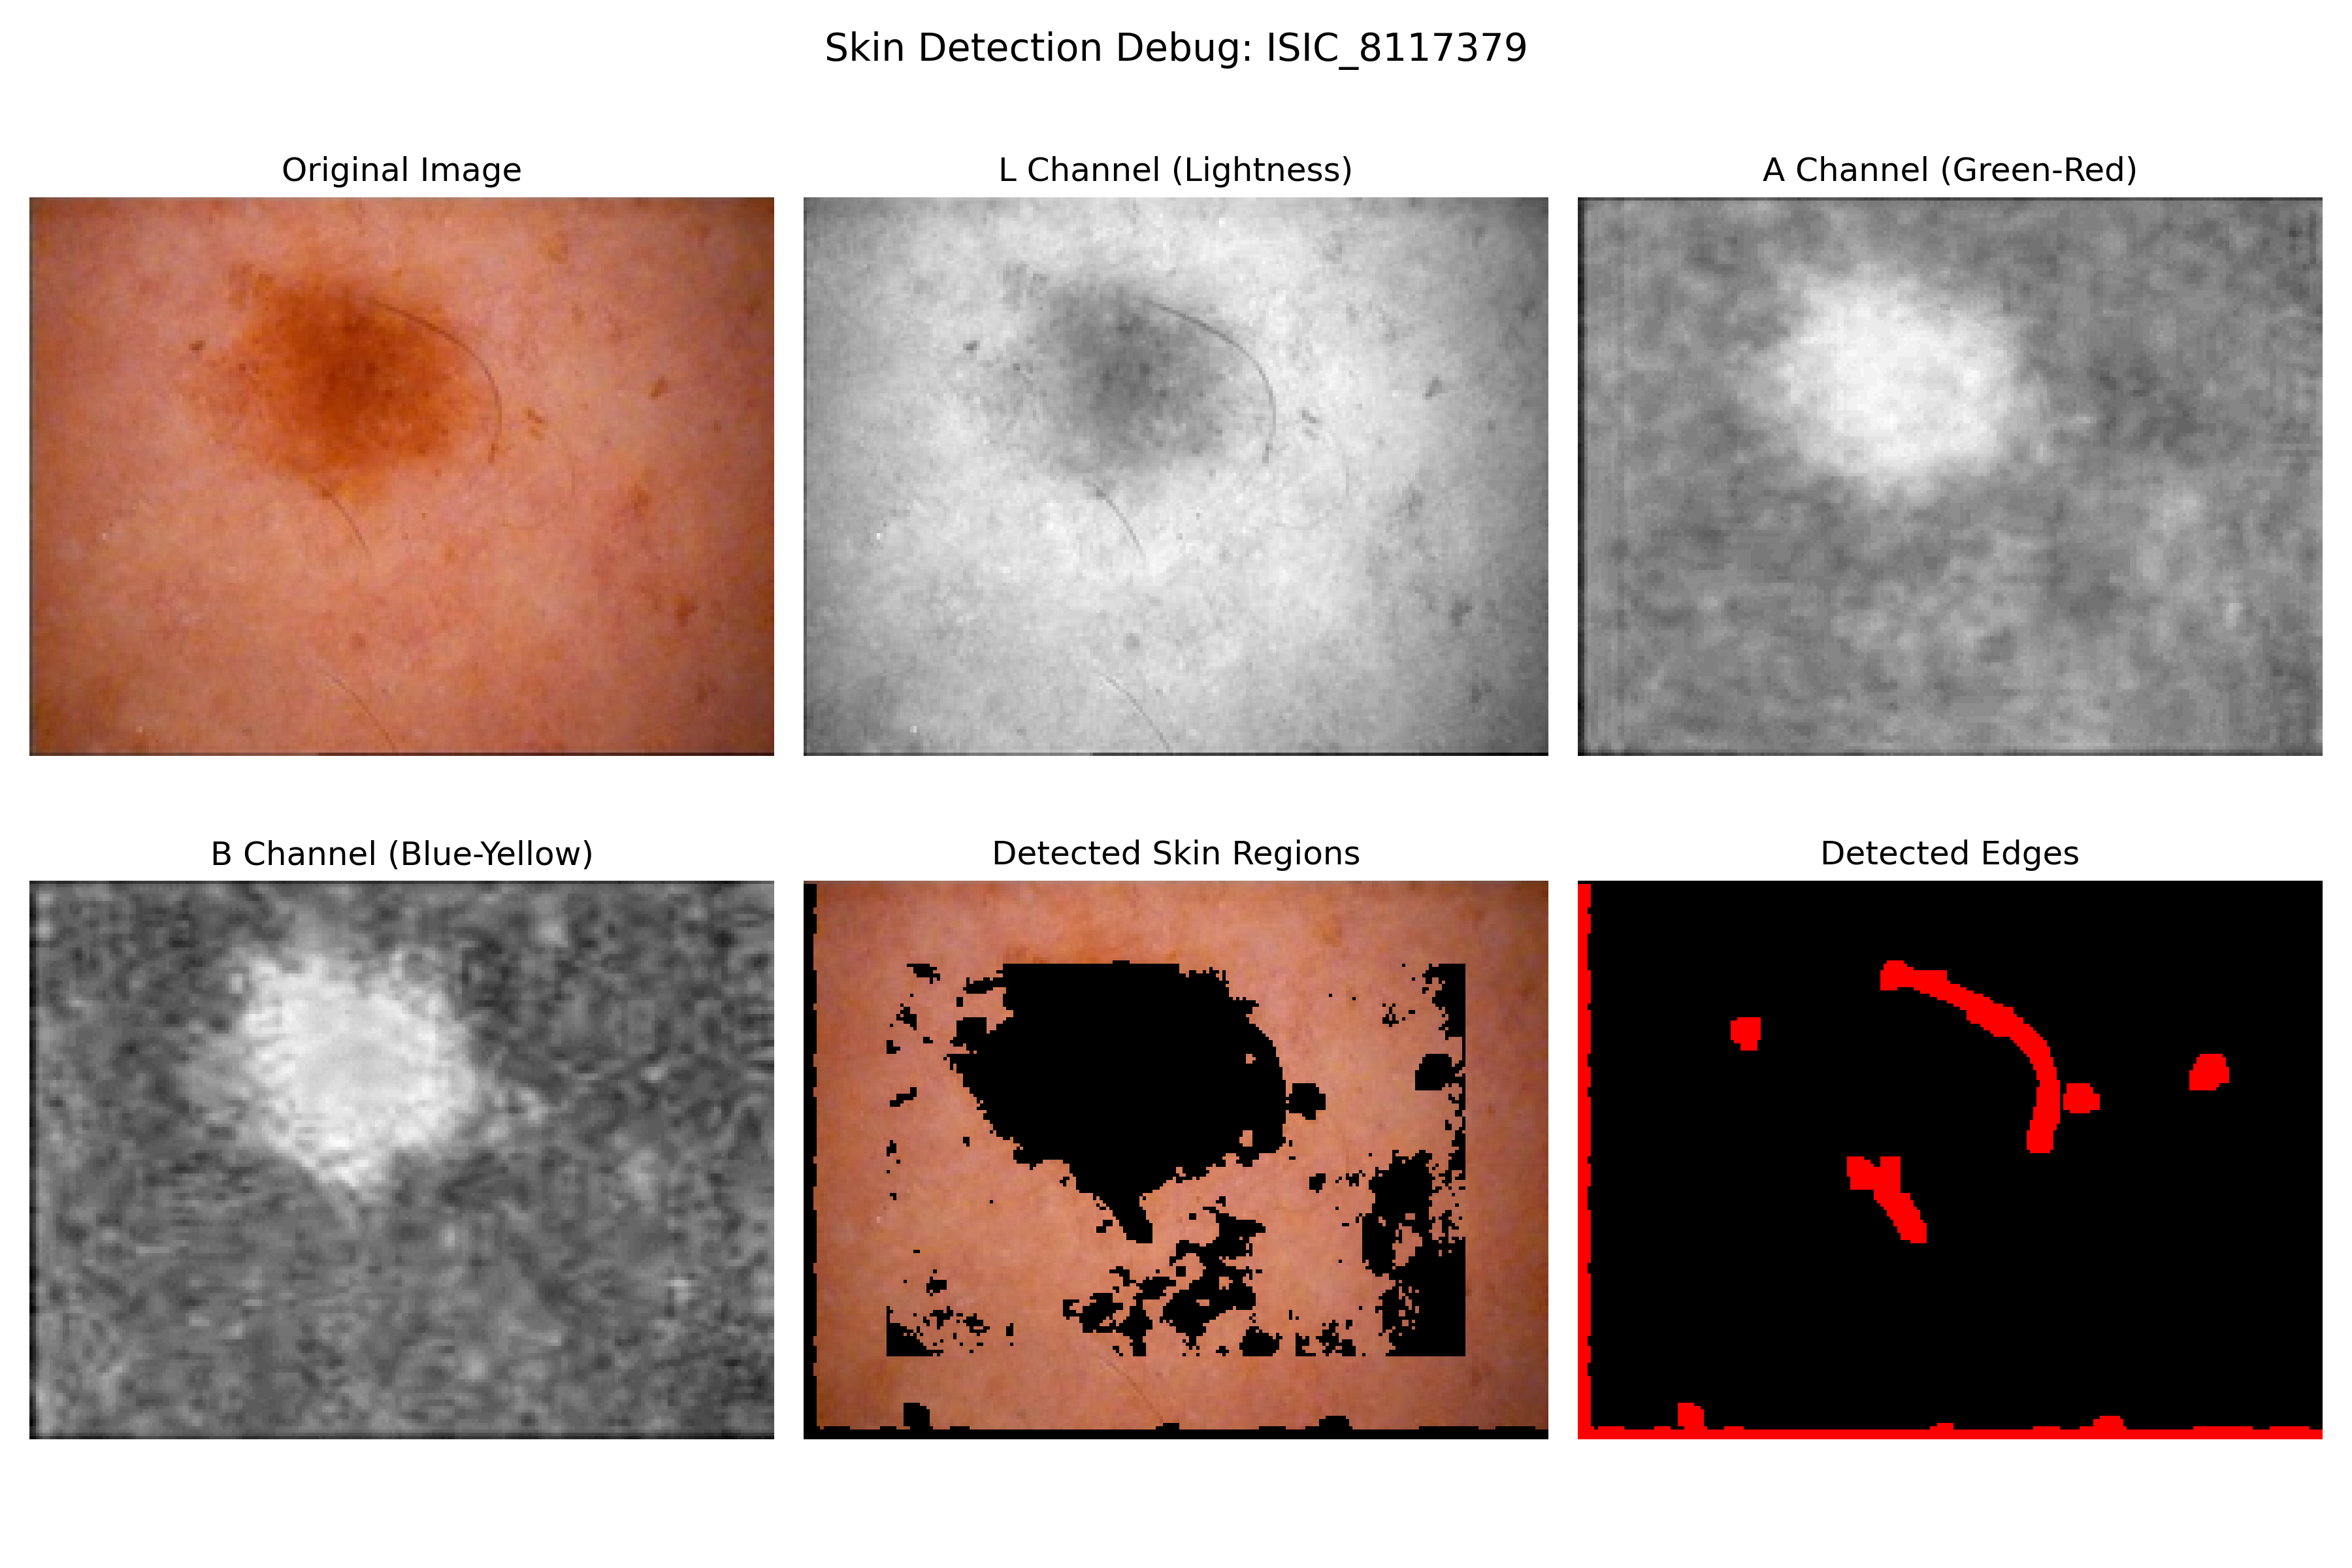 Skin Detection Debug: ISIC_8117379
Original Image
L Channel (Lightness)
A Channel (Green-Red)
B Channel (Blue-Yellow)
Detected Skin Regions
Detected Edges